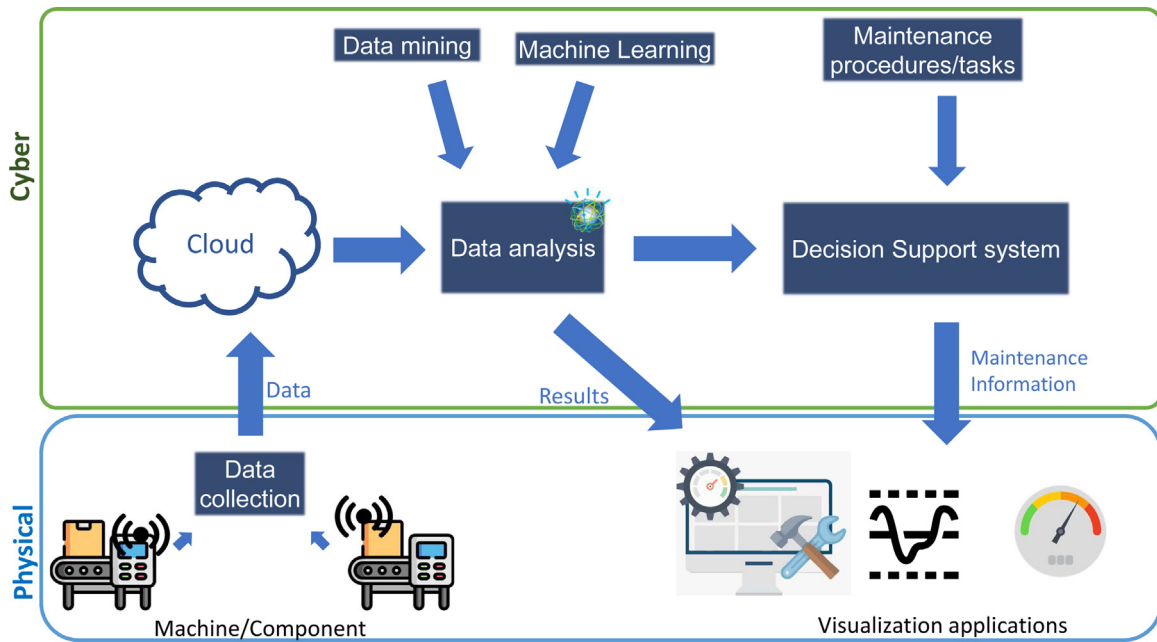 Data mining
Machine Learning
Maintenance
procedures/tasks
Cyber
Cloud
Data analysis
Decision Support system
Data
Results
Maintenance
Information
Physical
Data
collection
Machine/Component
Visualization applications